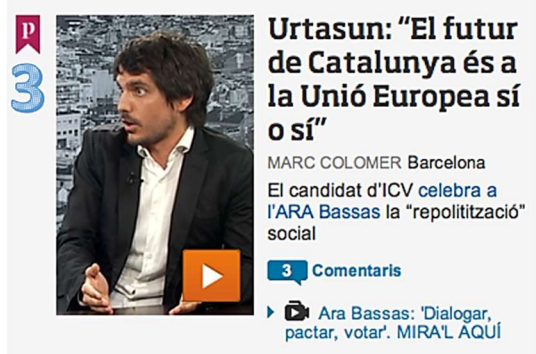 p
3
Urtasun: “El futur
de Catalunya és a
la Unió Europea sí
o sí”
MARC COLOMER Barcelona
El candidat d'ICV celebra a
l'ARA Bassas la “repolitització”
social
3 Comentaris
Ara Bassas: 'Dialogar,
pactar, votar'. MIRA'L AQUÍ